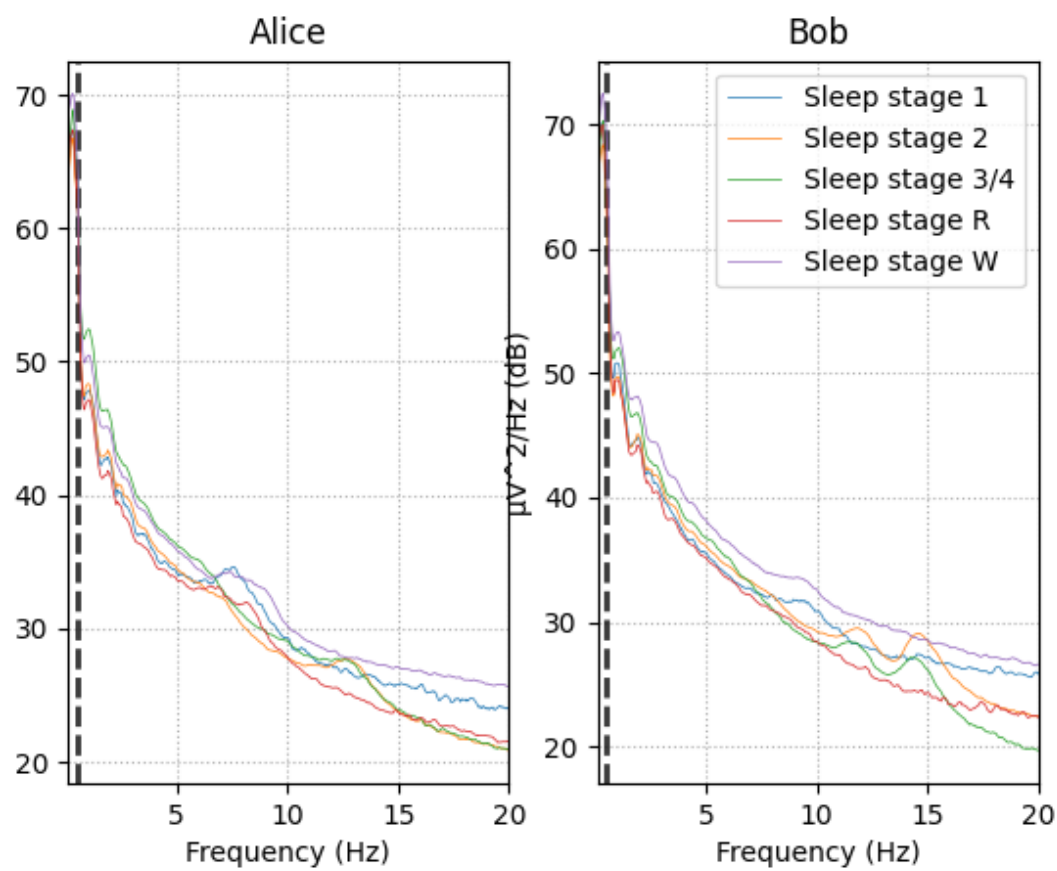 Alice
70
60
50
40
30
20
5 10 15 20
Frequency (Hz)
Bob
µV^2/Hz (dB)
70
60
50
40
30
20
5 10 15 20
Frequency (Hz)
Sleep stage 1
Sleep stage 2
Sleep stage 3/4
Sleep stage R
Sleep stage W